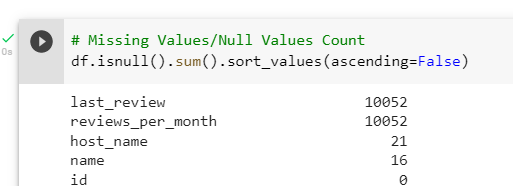 0s
# Missing Values/Null Values Count
df.isnull().sum().sort_values(ascending=False)
last_review 10052
reviews_per_month 10052
host_name 21
name 16
id 0